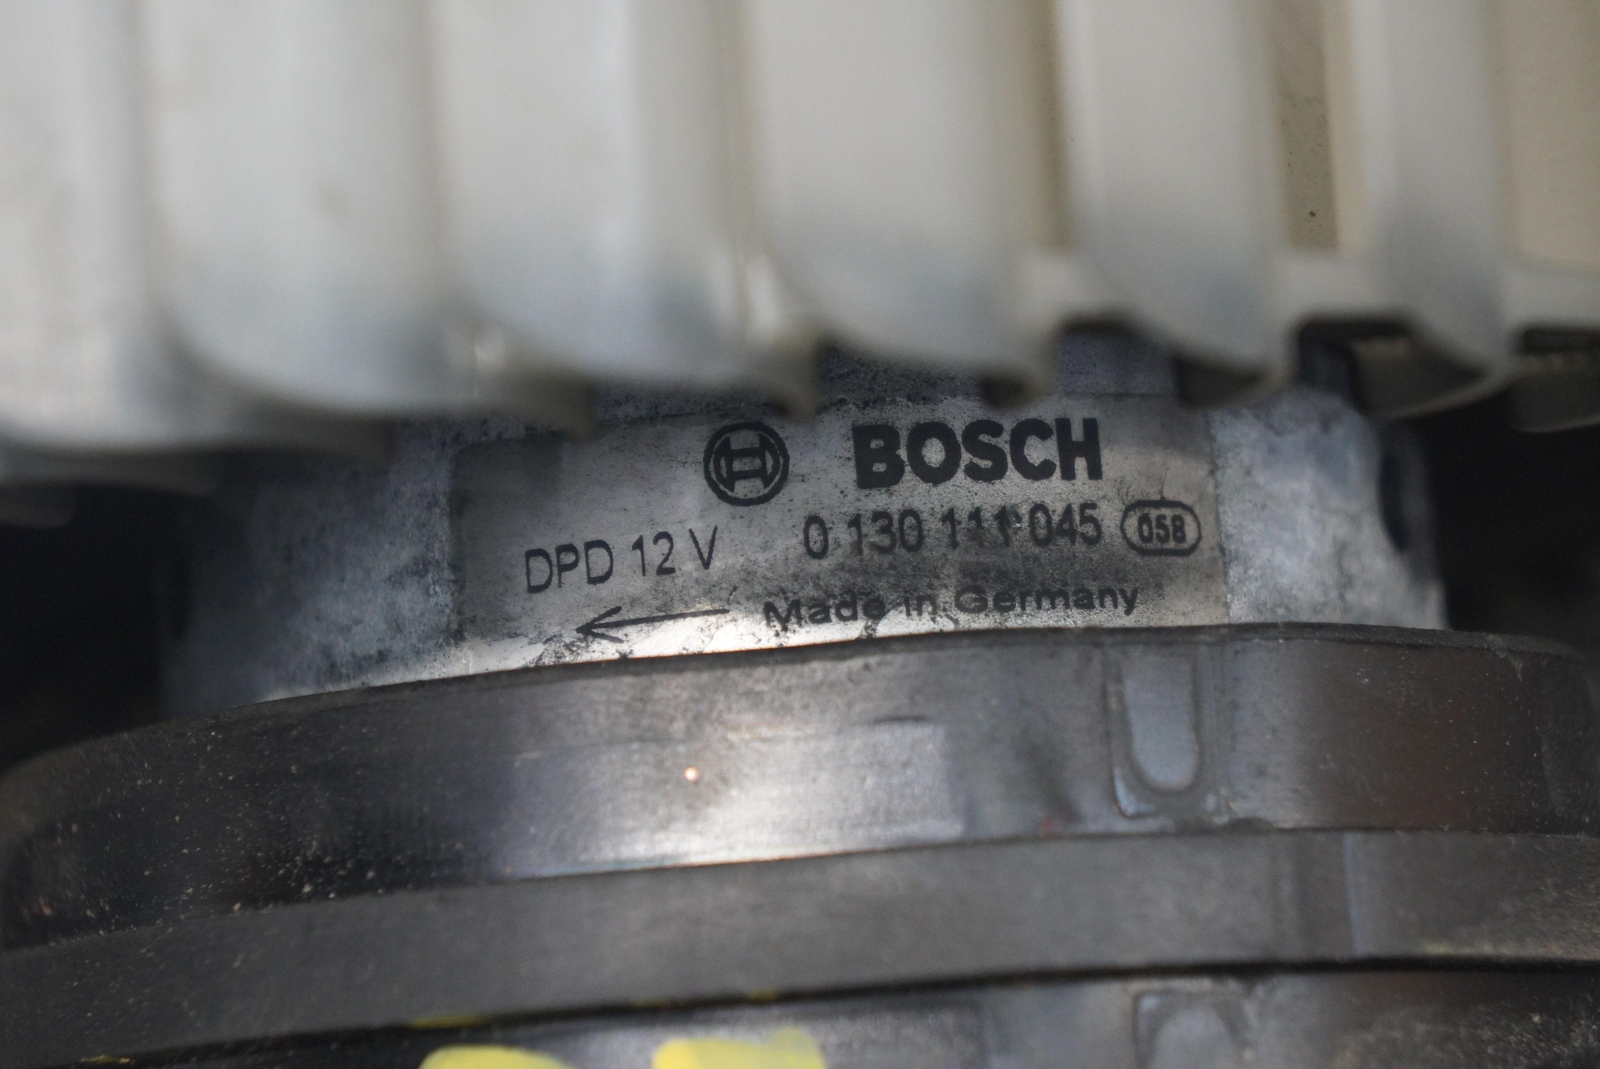 BOSCH
DPD 12 V 0 130 111 045 058
← Made in Germany